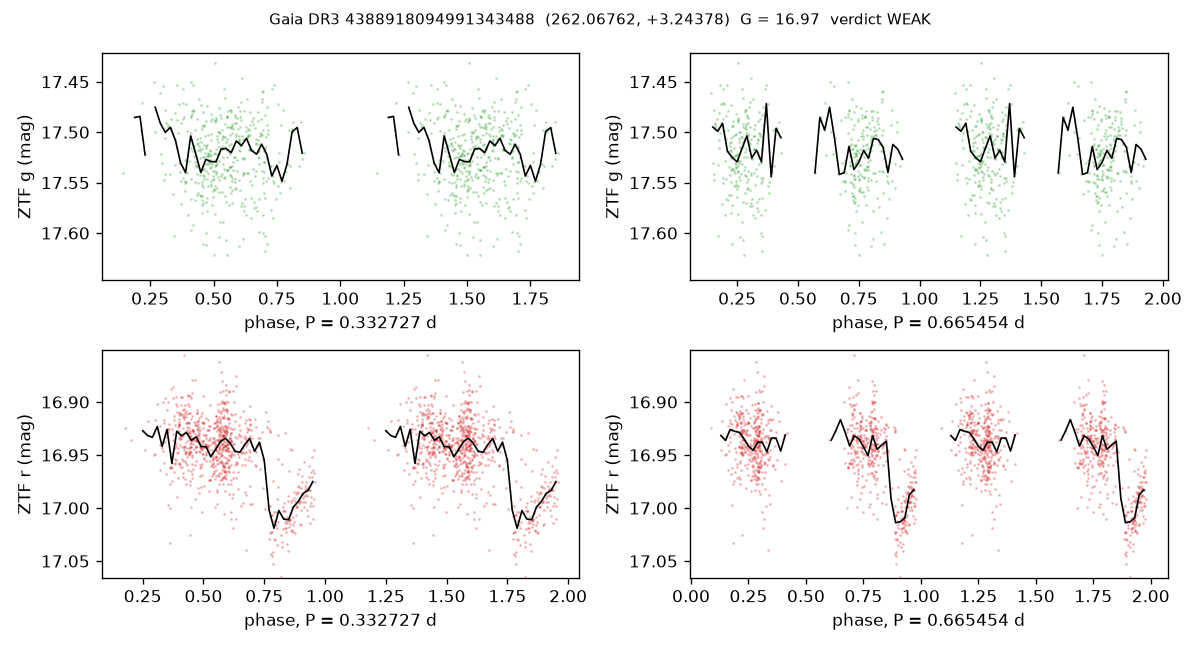 Gaia DR3 4388918094991343488  (262.06762, +3.24378)  G = 16.97  verdict WEAK
ZTF g (mag)
17.45
17.50
17.55
17.60
0.25 0.50 0.75 1.00 1.25 1.50 1.75
phase, P = 0.332727 d
ZTF g (mag)
17.45
17.50
17.55
17.60
0.25 0.50 0.75 1.00 1.25 1.50 1.75 2.00
phase, P = 0.665454 d
ZTF r (mag)
16.90
16.95
17.00
17.05
0.25 0.50 0.75 1.00 1.25 1.50 1.75 2.00
phase, P = 0.332727 d
ZTF r (mag)
16.90
16.95
17.00
17.05
0.00 0.25 0.50 0.75 1.00 1.25 1.50 1.75 2.00
phase, P = 0.665454 d